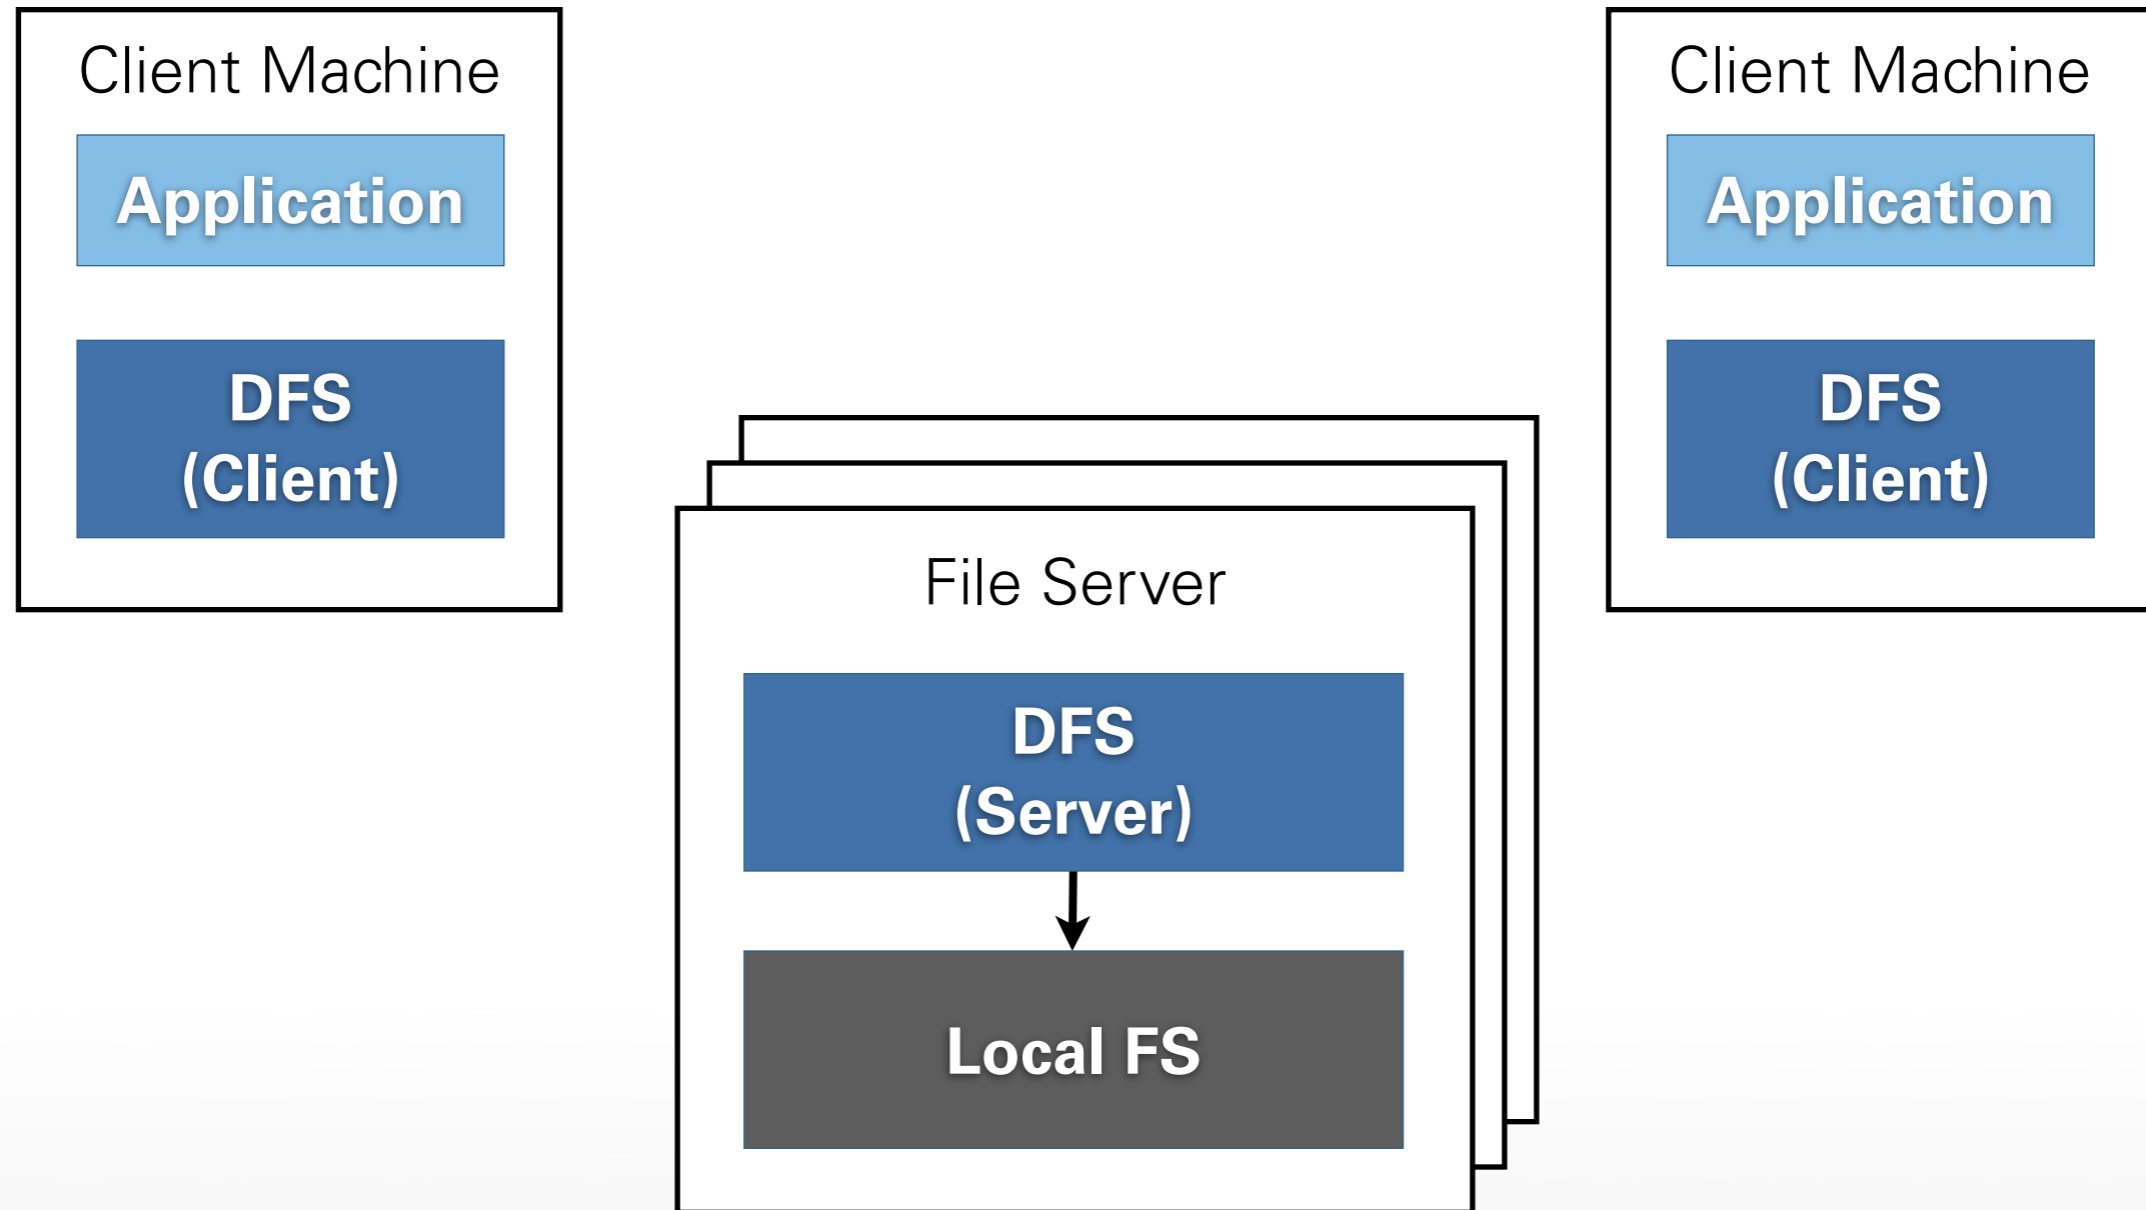 Client Machine
Application
DFS
(Client)
File Server
DFS
(Server)
Local FS
Client Machine
Application
DFS
(Client)